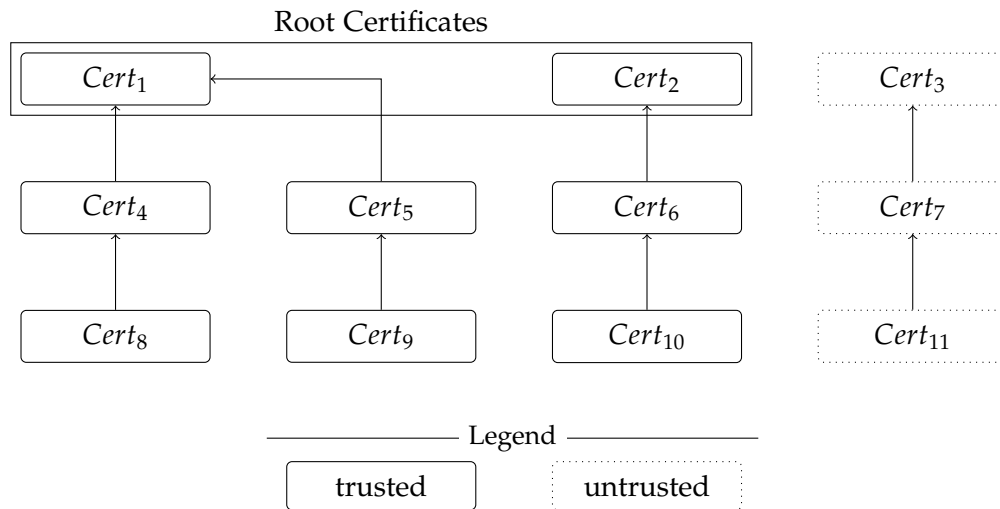 Root Certificates
Cert₁ Cert₂ Cert₃
Cert₄ Cert₅ Cert₆ Cert₇
Cert₈ Cert₉ Cert₁₀ Cert₁₁
Legend
trusted untrusted